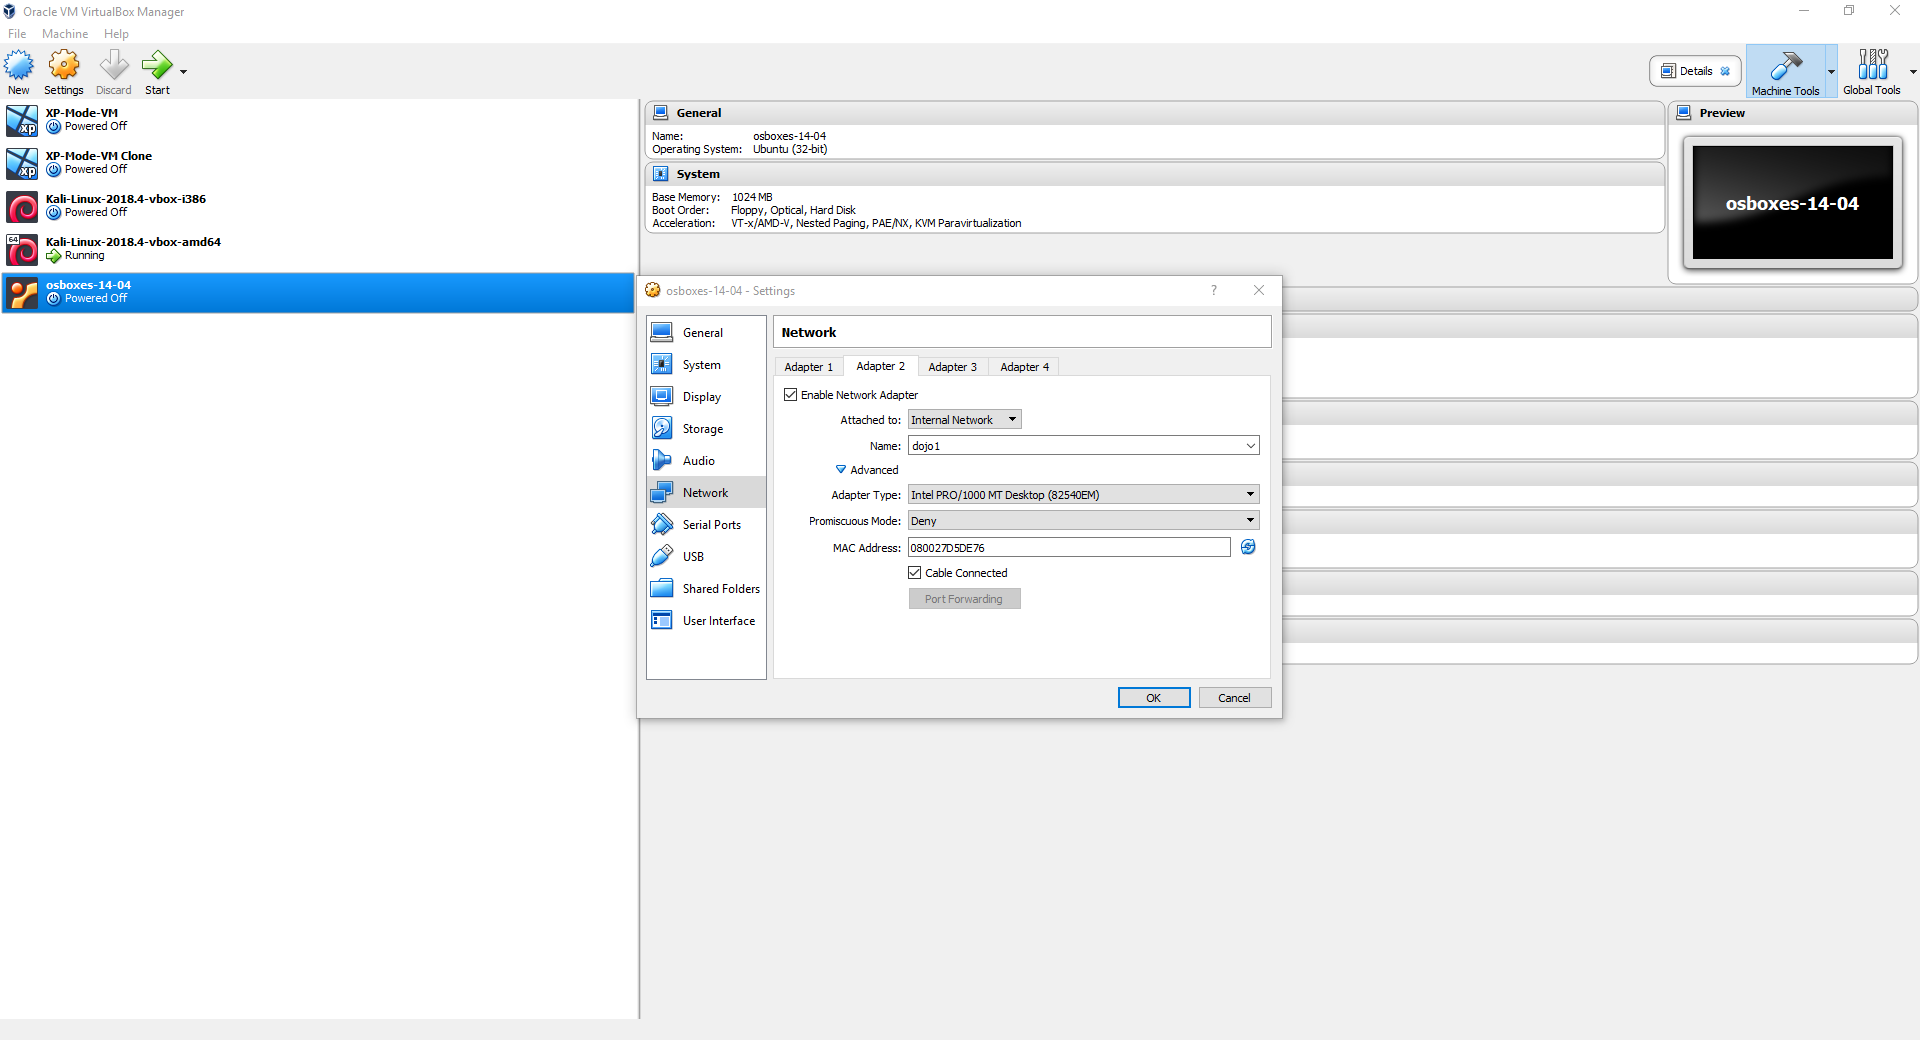 Oracle VM VirtualBox Manager
File Machine Help
New Settings Discard Start
Details Machine Tools Global Tools
XP-Mode-VM
Powered Off
XP-Mode-VM Clone
Powered Off
Kali-Linux-2018.4-vbox-i386
Powered Off
64
Kali-Linux-2018.4-vbox-amd64
Running
osboxes-14-04
Powered Off
xp
xp
General
Name: osboxes-14-04
Operating System: Ubuntu (32-bit)
System
Base Memory: 1024 MB
Boot Order: Floppy, Optical, Hard Disk
Acceleration: VT-x/AMD-V, Nested Paging, PAE/NX, KVM Paravirtualization
Preview
osboxes-14-04
osboxes-14-04 - Settings ?
General
System
Display
Storage
Audio
Network
Serial Ports
USB
Shared Folders
User Interface
Network
Adapter 1 Adapter 2 Adapter 3 Adapter 4
Enable Network Adapter
Attached to: Internal Network
Name: dojo1
Advanced
Adapter Type: Intel PRO/1000 MT Desktop (82540EM)
Promiscuous Mode: Deny
MAC Address: 080027D5DE76
Cable Connected
Port Forwarding
OK Cancel